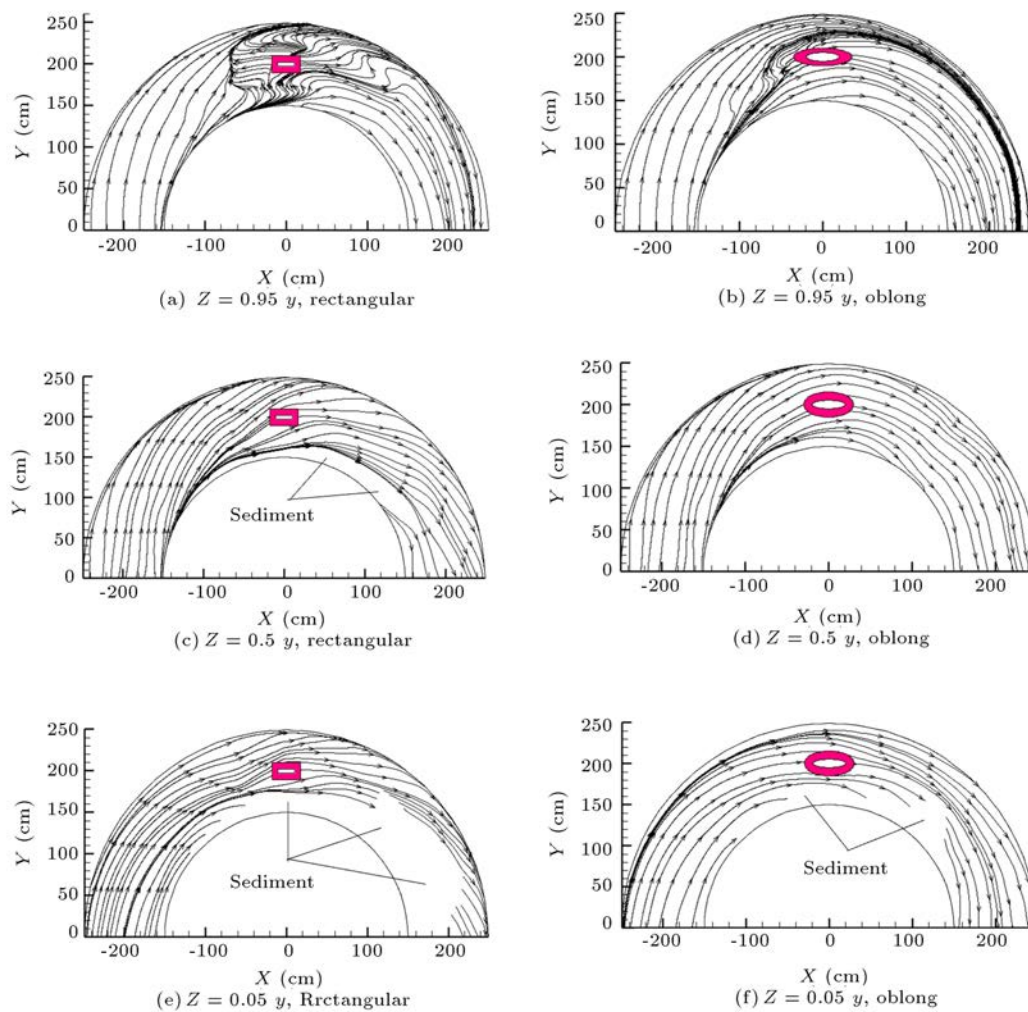 250
200
150
100
50
0
Y (cm)
-200 -100 0 100 200
X (cm)
(a) Z = 0.95 y, rectangular
250
200
150
100
50
0
Y (cm)
-200 -100 0 100 200
X (cm)
(b) Z = 0.95 y, oblong
250
200
150
100
50
0
Y (cm)
Sediment
-200 -100 0 100 200
X (cm)
(c) Z = 0.5 y, rectangular
250
200
150
100
50
0
Y (cm)
-200 -100 0 100 200
X (cm)
(d) Z = 0.5 y, oblong
250
200
150
100
50
0
Y (cm)
Sediment
-200 -100 0 100 200
X (cm)
(e) Z = 0.05 y, Rrctangular
250
200
150
100
50
0
Y (cm)
Sediment
-200 -100 0 100 200
X (cm)
(f) Z = 0.05 y, oblong